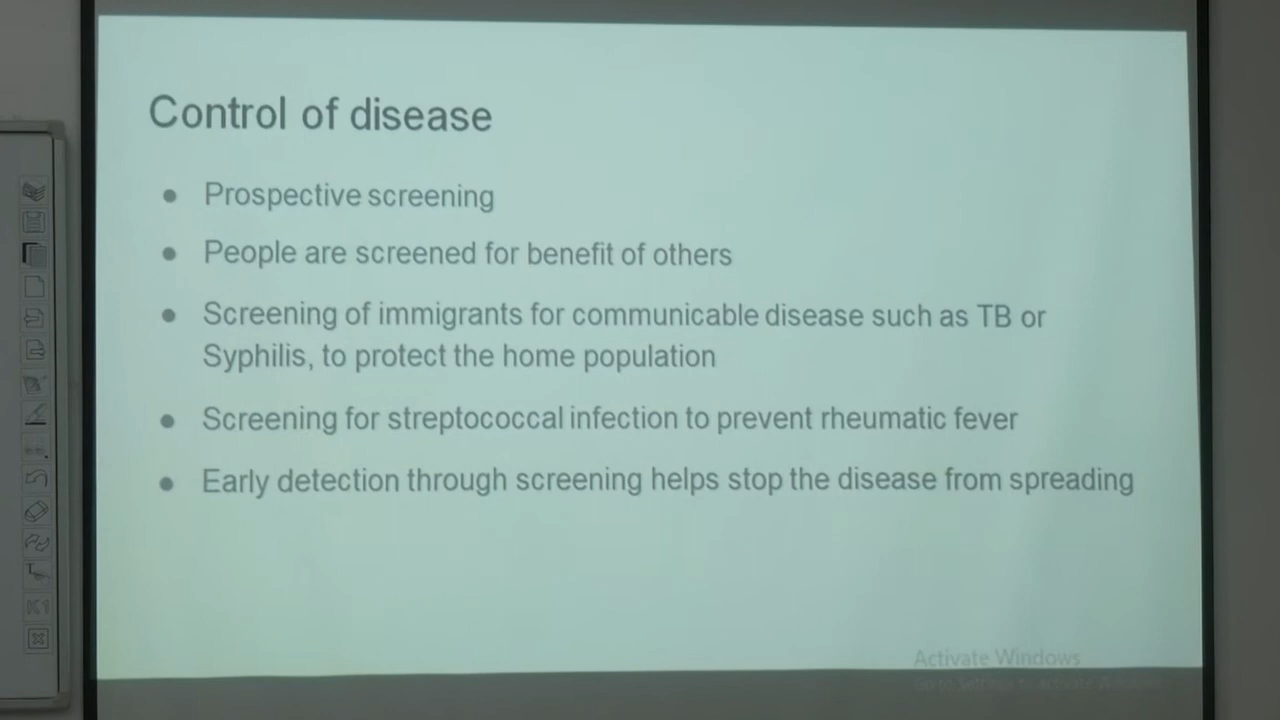 Control of disease
● Prospective screening
● People are screened for benefit of others
● Screening of immigrants for communicable disease such as TB or
Syphilis, to protect the home population
● Screening for streptococcal infection to prevent rheumatic fever
● Early detection through screening helps stop the disease from spreading
Activate Windows